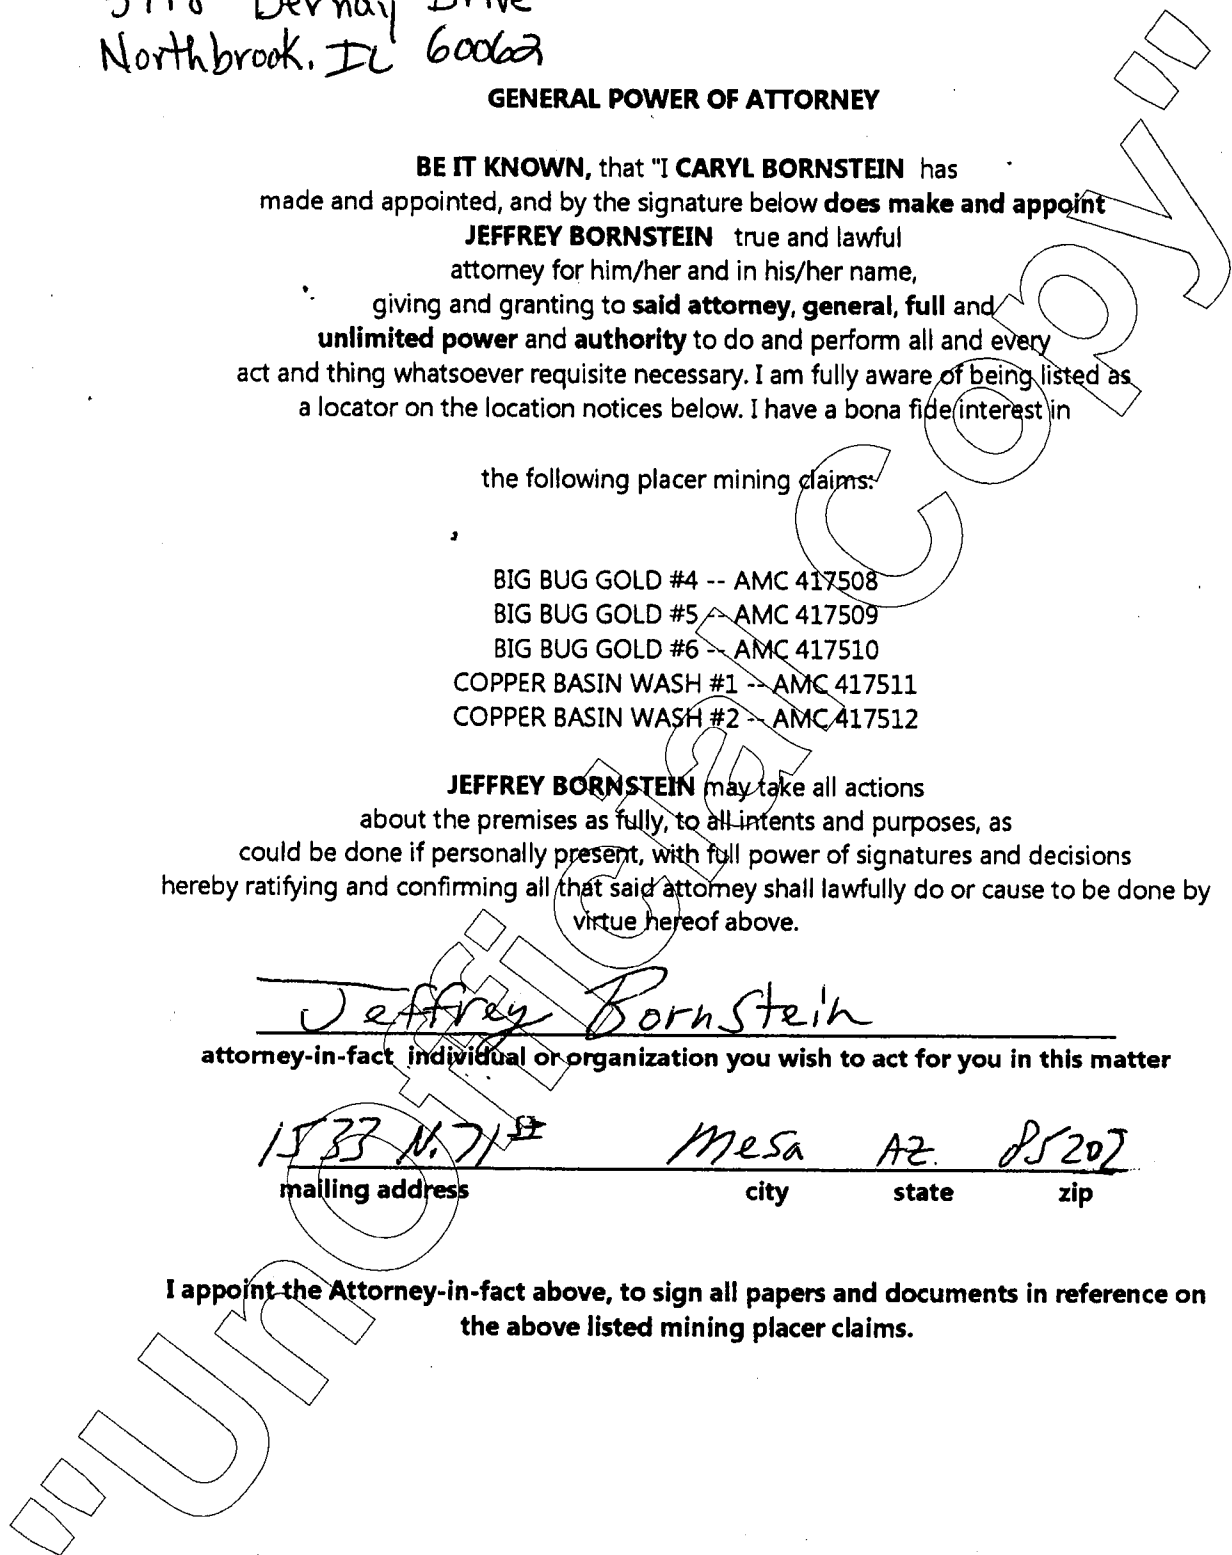 Drive
Northbrook, IL 60062
GENERAL POWER OF ATTORNEY
BE IT KNOWN, that "I CARYL BORNSTEIN has
made and appointed, and by the signature below does make and appoint
JEFFREY BORNSTEIN true and lawful
attorney for him/her and in his/her name,
giving and granting to said attorney, general, full and
unlimited power and authority to do and perform all and every
act and thing whatsoever requisite necessary. I am fully aware of being listed as
a locator on the location notices below. I have a bona fide interest in
the following placer mining claims:
BIG BUG GOLD #4 -- AMC 417508
BIG BUG GOLD #5 -- AMC 417509
BIG BUG GOLD #6 -- AMC 417510
COPPER BASIN WASH #1 -- AMC 417511
COPPER BASIN WASH #2 -- AMC 417512
JEFFREY BORNSTEIN may take all actions
about the premises as fully, to all intents and purposes, as
could be done if personally present, with full power of signatures and decisions
hereby ratifying and confirming all that said attorney shall lawfully do or cause to be done by
virtue hereof above.
Jeffrey Bornstein
attorney-in-fact individual or organization you wish to act for you in this matter
1533 N. 71st Mesa AZ. 85207
mailing address city state zip
I appoint the Attorney-in-fact above, to sign all papers and documents in reference on
the above listed mining placer claims.
"Unofficial Copy"